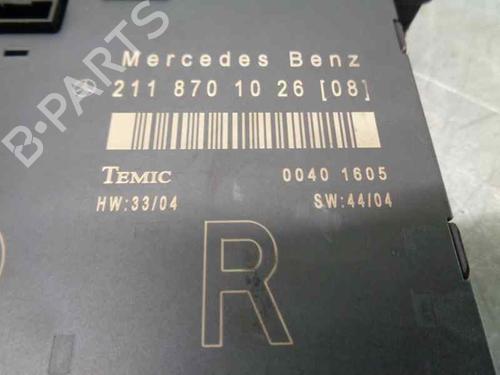 Mercedes Benz
211 870 10 26 [08]
TEMIC 0040 1605
HW:33/04 SW:44/04
R
B-PARTS